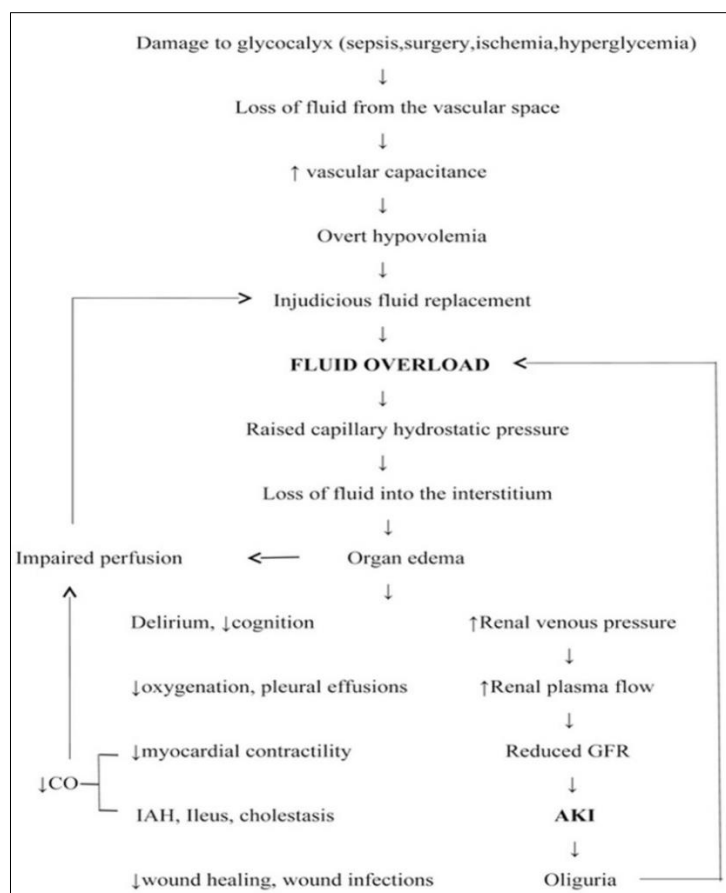 Damage to glycocalyx (sepsis,surgery,ischemia,hyperglycemia)
↓
Loss of fluid from the vascular space
↓
↑ vascular capacitance
↓
Overt hypovolemia
↓
Injudicious fluid replacement
↓
FLUID OVERLOAD
↓
Raised capillary hydrostatic pressure
↓
Loss of fluid into the interstitium
↓
Impaired perfusion
Organ edema
↓
Delirium, ↓cognition
↓oxygenation, pleural effusions
↓myocardial contractility
↓CO
IAH, Ileus, cholestasis
↓wound healing, wound infections
↑Renal venous pressure
↓
↑Renal plasma flow
↓
Reduced GFR
↓
AKI
↓
Oliguria